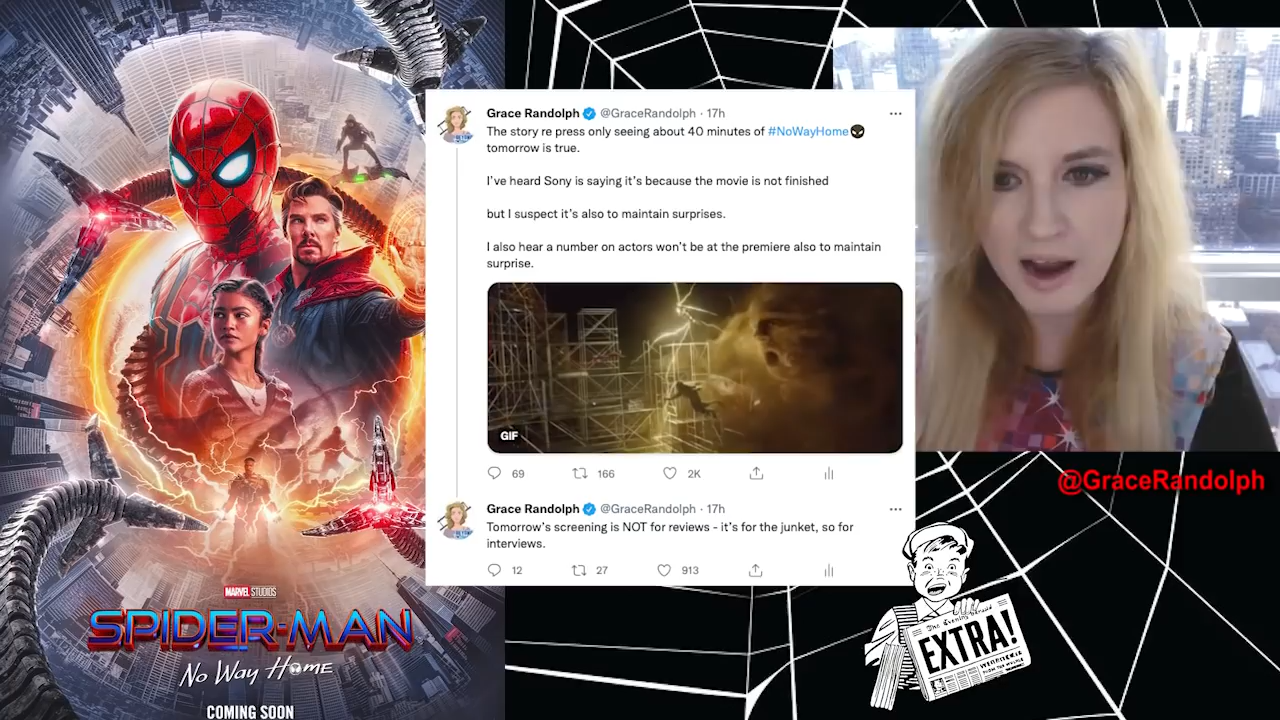 Grace Randolph @GraceRandolph · 17h
The story re press only seeing about 40 minutes of #NoWayHome
tomorrow is true.
I've heard Sony is saying it's because the movie is not finished
but I suspect it's also to maintain surprises.
I also hear a number on actors won't be at the premiere also to maintain
surprise.
GIF
69 166 2K
Grace Randolph @GraceRandolph · 17h
Tomorrow's screening is NOT for reviews - it's for the junket, so for
interviews.
12 27 913
MARVEL STUDIOS
SPIDER-MAN
No Way Home
COMING SOON
@GraceRandolph
The Evening
EXTRA!